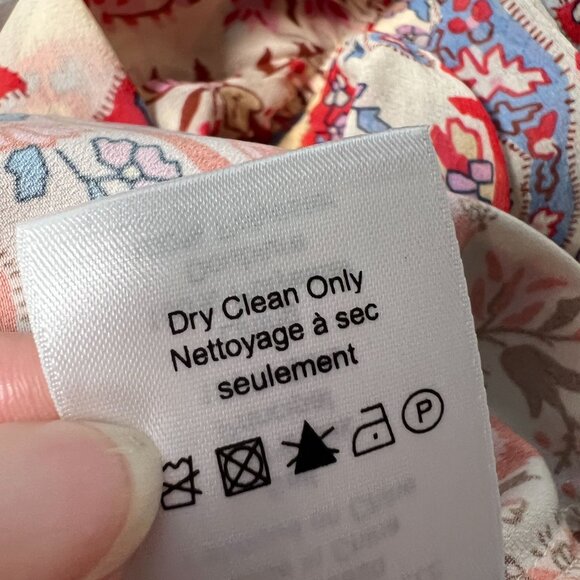 Dry Clean Only
Nettoyage à sec
seulement
P